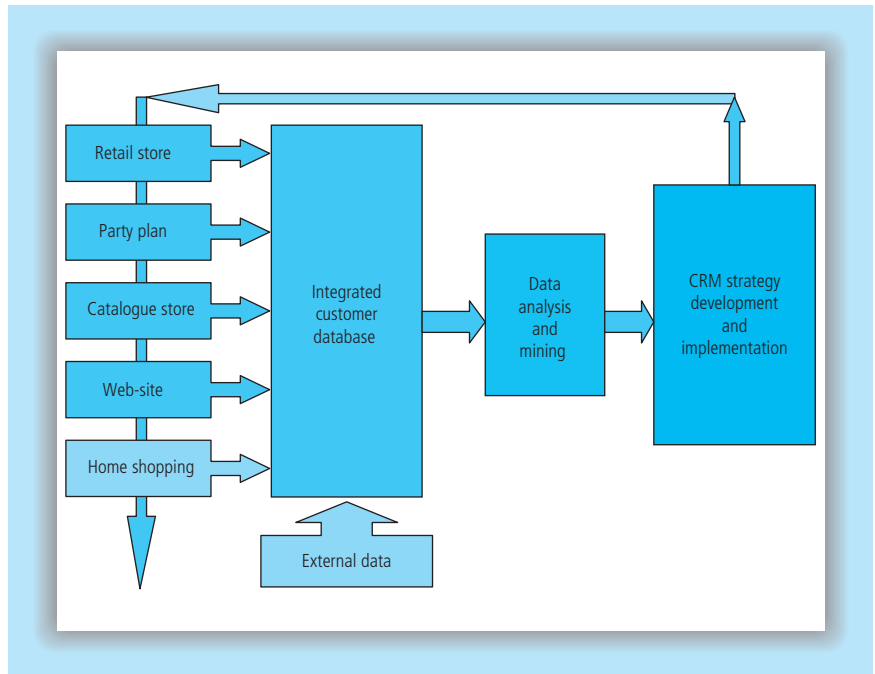 Retail store
Party plan
Catalogue store
Web-site
Home shopping
Integrated
customer
database
External data
Data
analysis
and
mining
CRM strategy
development
and
implementation